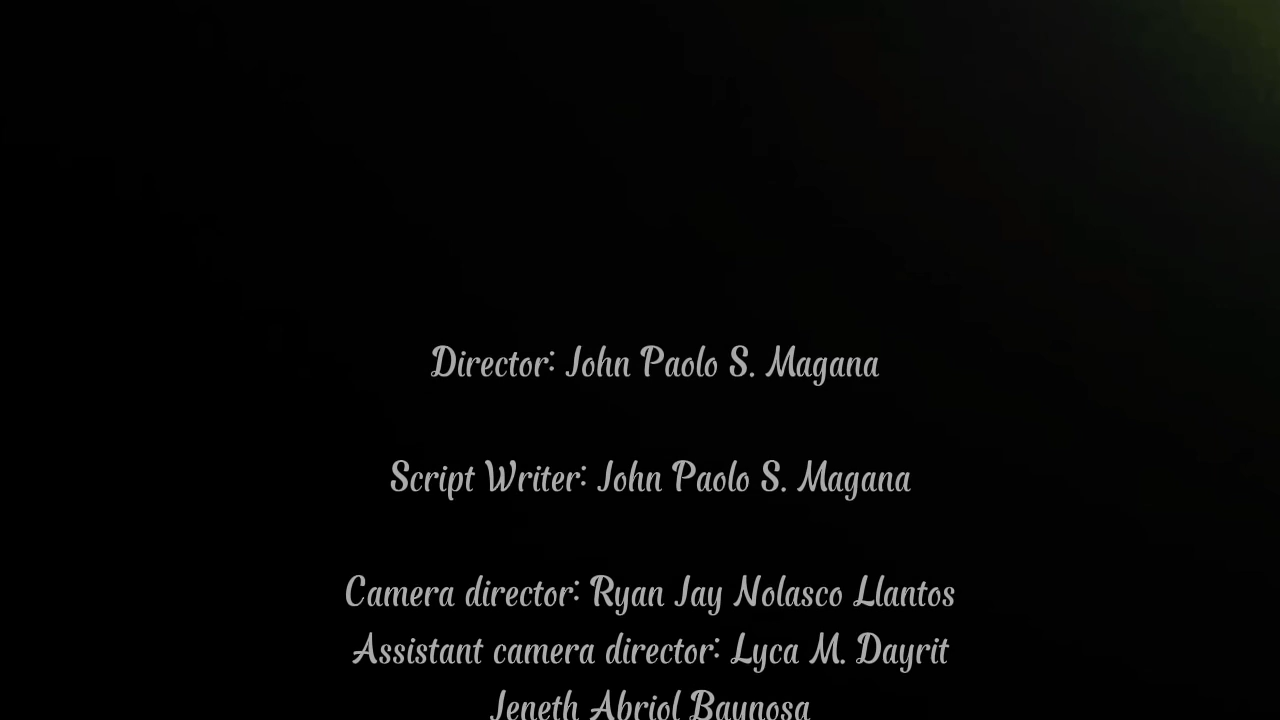 Director: John Paolo S. Magana
Script Writer: John Paolo S. Magana
Camera director: Ryan Jay Nolasco Llantos
Assistant camera director: Lyca M. Dayrit
Jeneth Abriol Baynosa